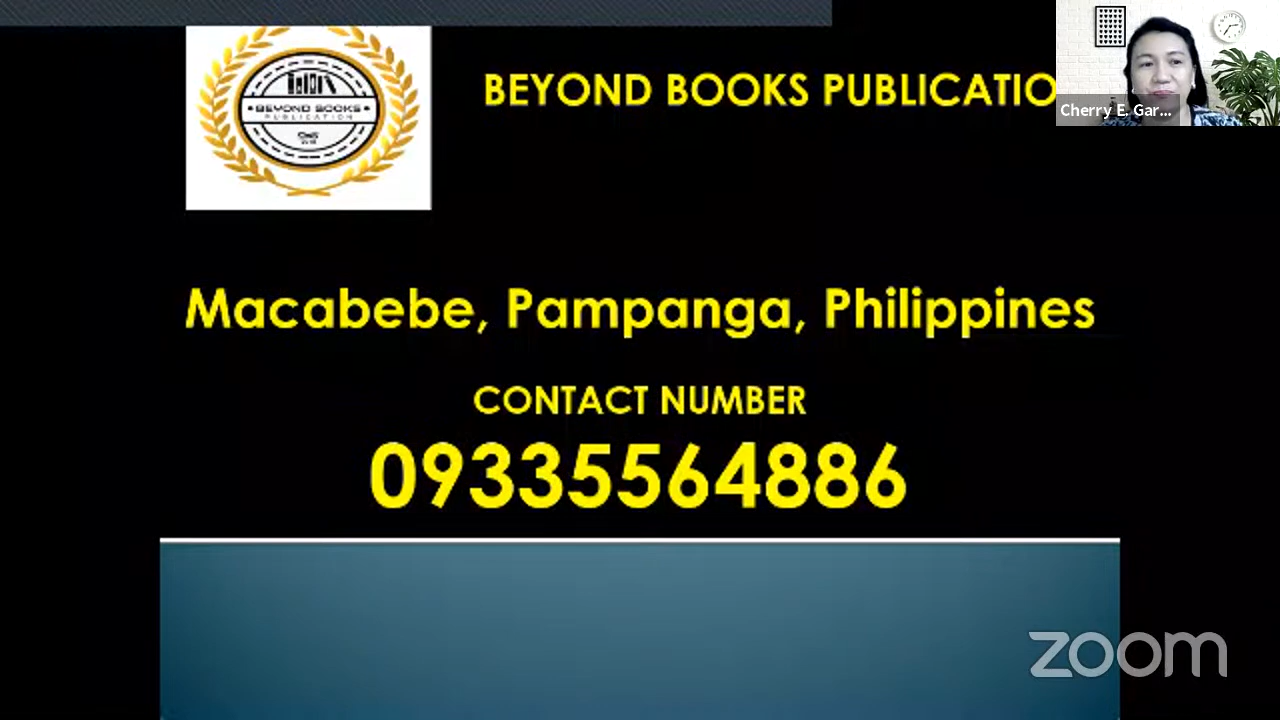 BEYOND BOOKS
PUBLICATION
BEYOND BOOKS PUBLICATIO
Cherry E. Gar...
Macabebe, Pampanga, Philippines
CONTACT NUMBER
09335564886
zoom